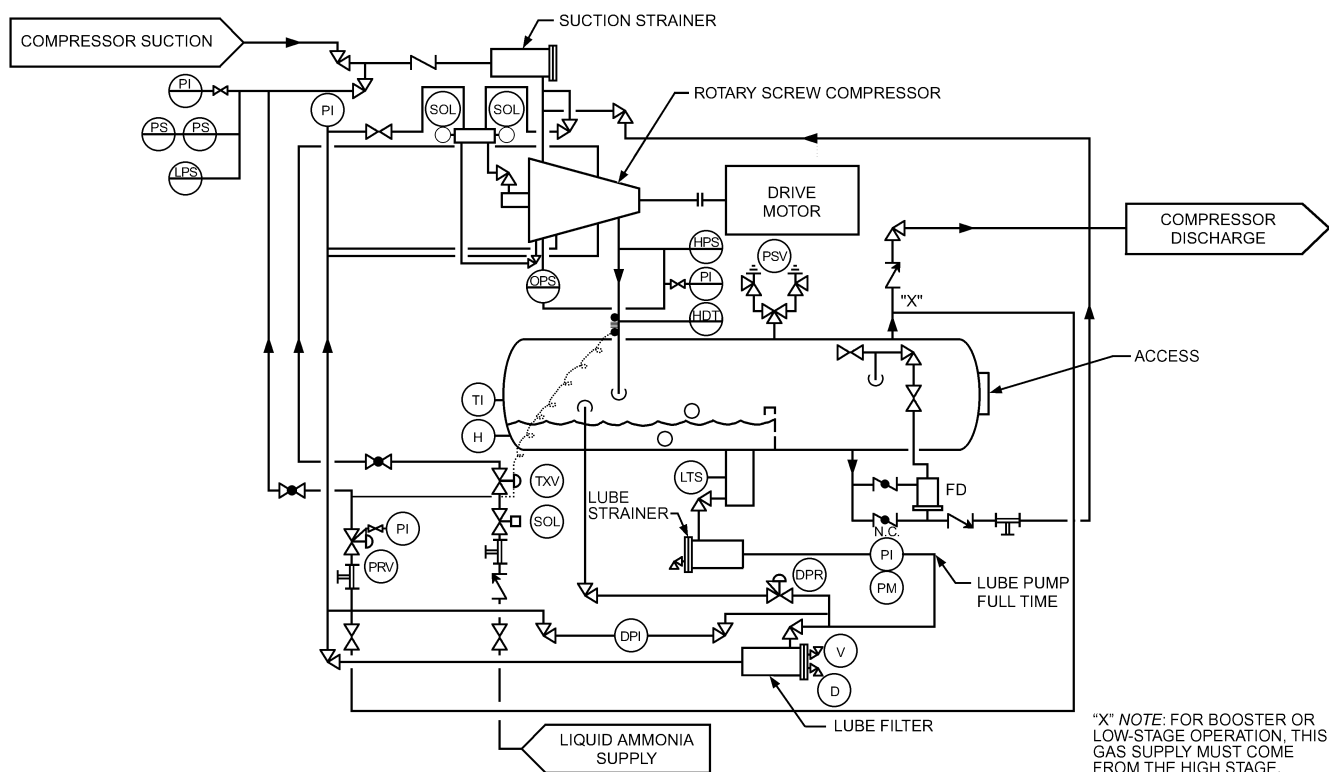 SUCTION STRAINER
COMPRESSOR SUCTION
PI
PI
SOL
SOL
ROTARY SCREW COMPRESSOR
PS
PS
LPS
DRIVE
MOTOR
COMPRESSOR
DISCHARGE
HPS
PSV
OPS
PI
HDT
"X"
ACCESS
TI
H
TXV
LTS
FD
LUBE
STRAINER
SOL
PI
N.C.
PRV
PI
DPR
PM
LUBE PUMP
FULL TIME
DPI
V
D
LUBE FILTER
LIQUID AMMONIA
SUPPLY
"X" NOTE: FOR BOOSTER OR
LOW-STAGE OPERATION, THIS
GAS SUPPLY MUST COME
FROM THE HIGH STAGE.